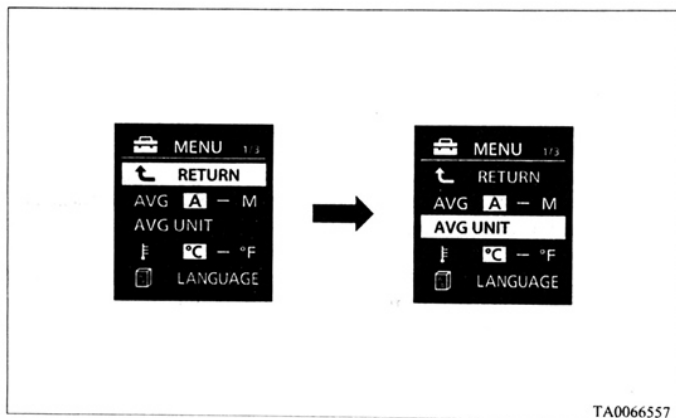 MENU 1/3
RETURN
AVG A – M
AVG UNIT
°C – °F
LANGUAGE
MENU 1/3
RETURN
AVG A – M
AVG UNIT
°C – °F
LANGUAGE
TA0066557